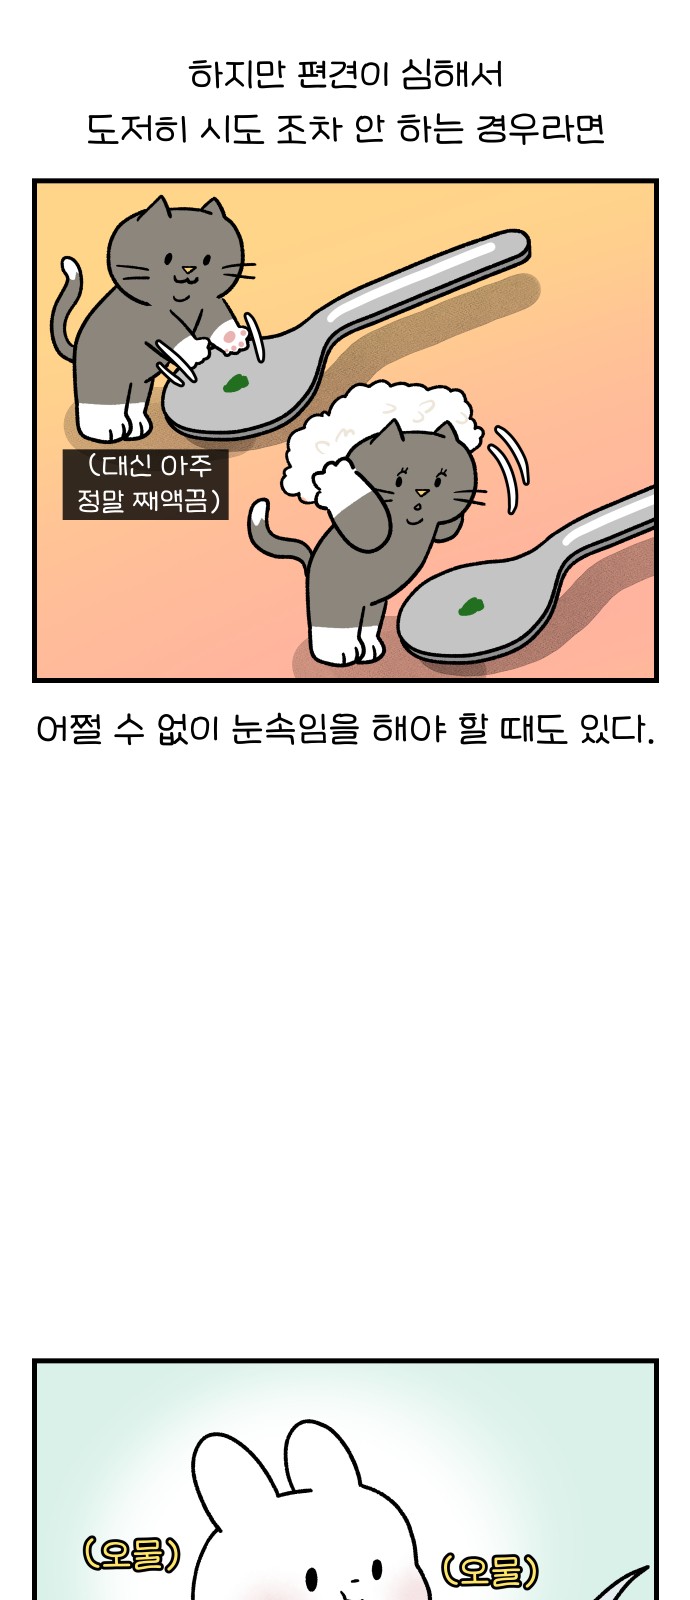 하지만 편견이 심해서
도저히 시도 조차 안 하는 경우라면
(대신 아주
정말 째액끔)
어쩔 수 없이 눈속임을 해야 할 때도 있다.
(오물)
(오물)